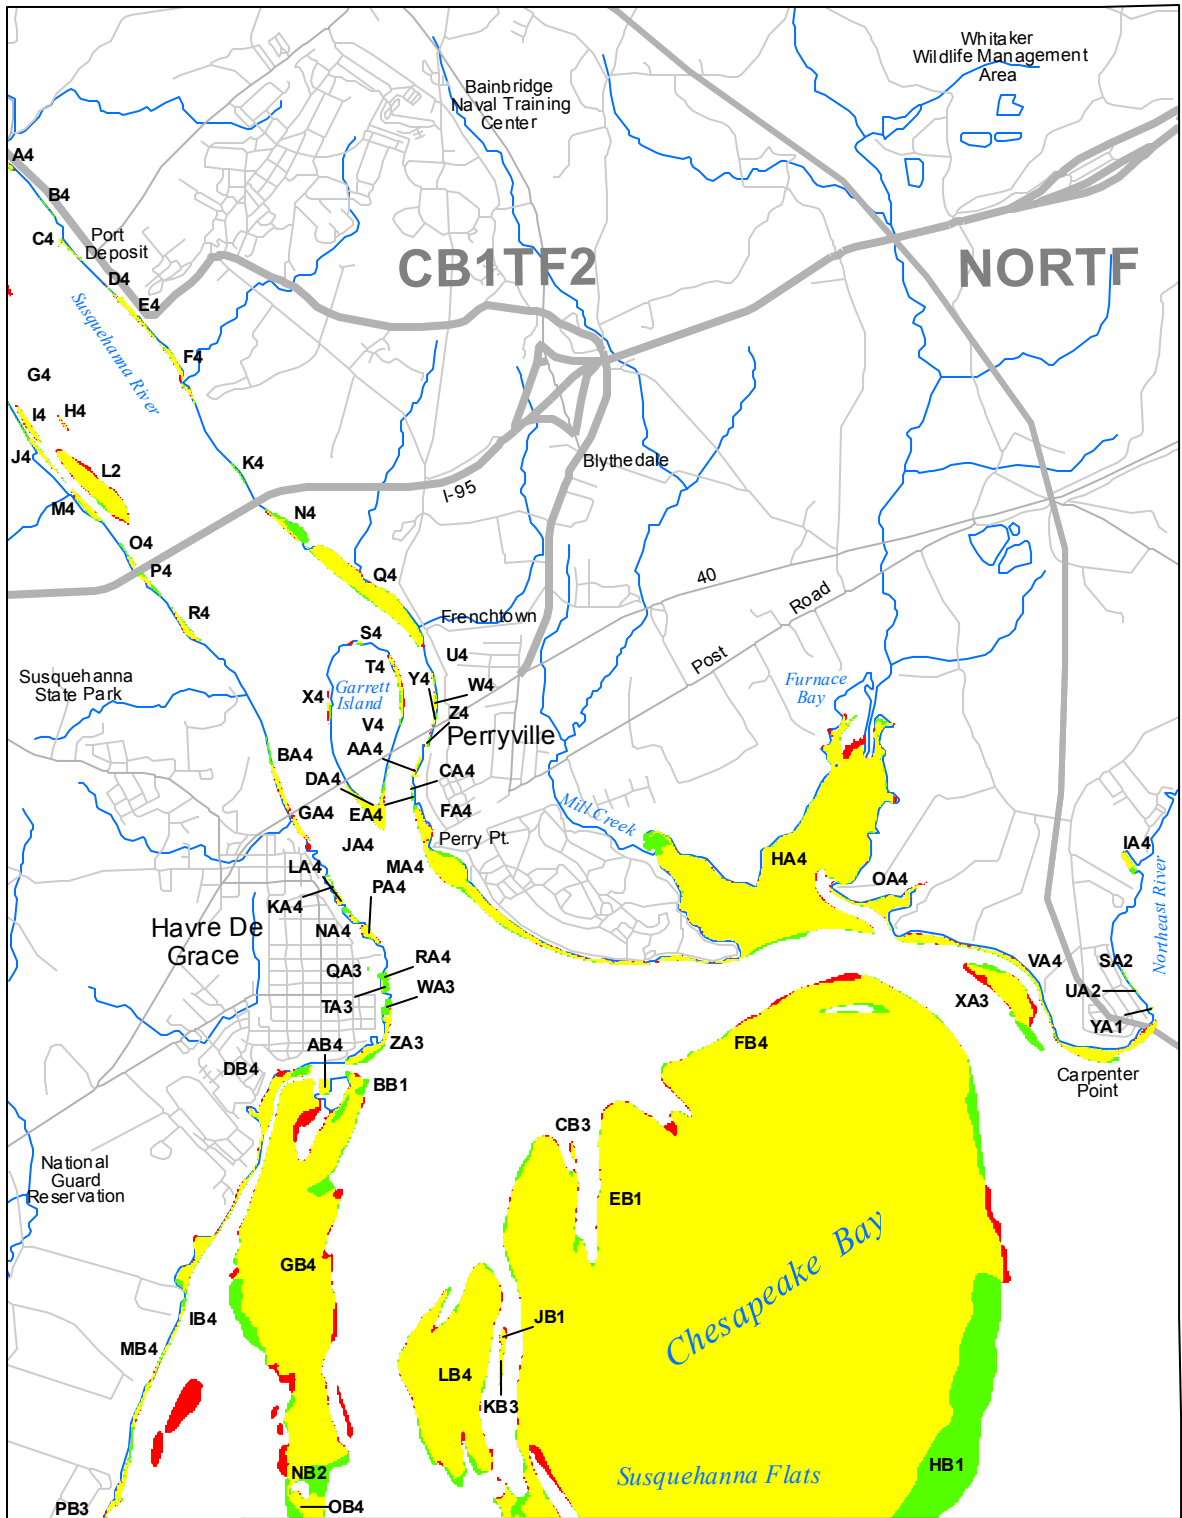 Whitaker
Wildlife Management
Area
Bainbridge
Naval Training
Center
A4
B4
C4
Port
Deposit
CB1TF2
NORTF
D4
E4
Susquehanna River
F4
G4
I4
H4
J4
L2
K4
Blythedale
I-95
M4
N4
O4
P4
Q4
40
Road
R4
Frenchtown
S4
U4
Post
T4
Y4
W4
Susquehanna
State Park
Garrett
Island
Furnace
Bay
X4
Z4
V4
Perryville
AA4
BA4
CA4
DA4
GA4
EA4
FA4
Mill Creek
Perry Pt.
JA4
IA4
HA4
LA4
MA4
OA4
PA4
KA4
Havre De
Grace
NA4
Northeast River
QA3
RA4
VA4
SA2
TA3
WA3
XA3
UA2
YA1
AB4
ZA3
FB4
DB4
BB1
Carpenter
Point
CB3
National
Guard
Reservation
EB1
GB4
Chesapeake Bay
IB4
JB1
MB4
LB4
KB3
HB1
NB2
Susquehanna Flats
OB4
PB3